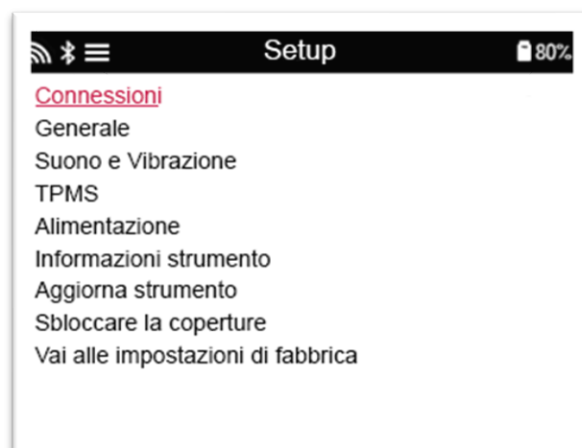 Setup
80%
Connessioni
Generale
Suono e Vibrazione
TPMS
Alimentazione
Informazioni strumento
Aggiorna strumento
Sbloccare la coperture
Vai alle impostazioni di fabbrica